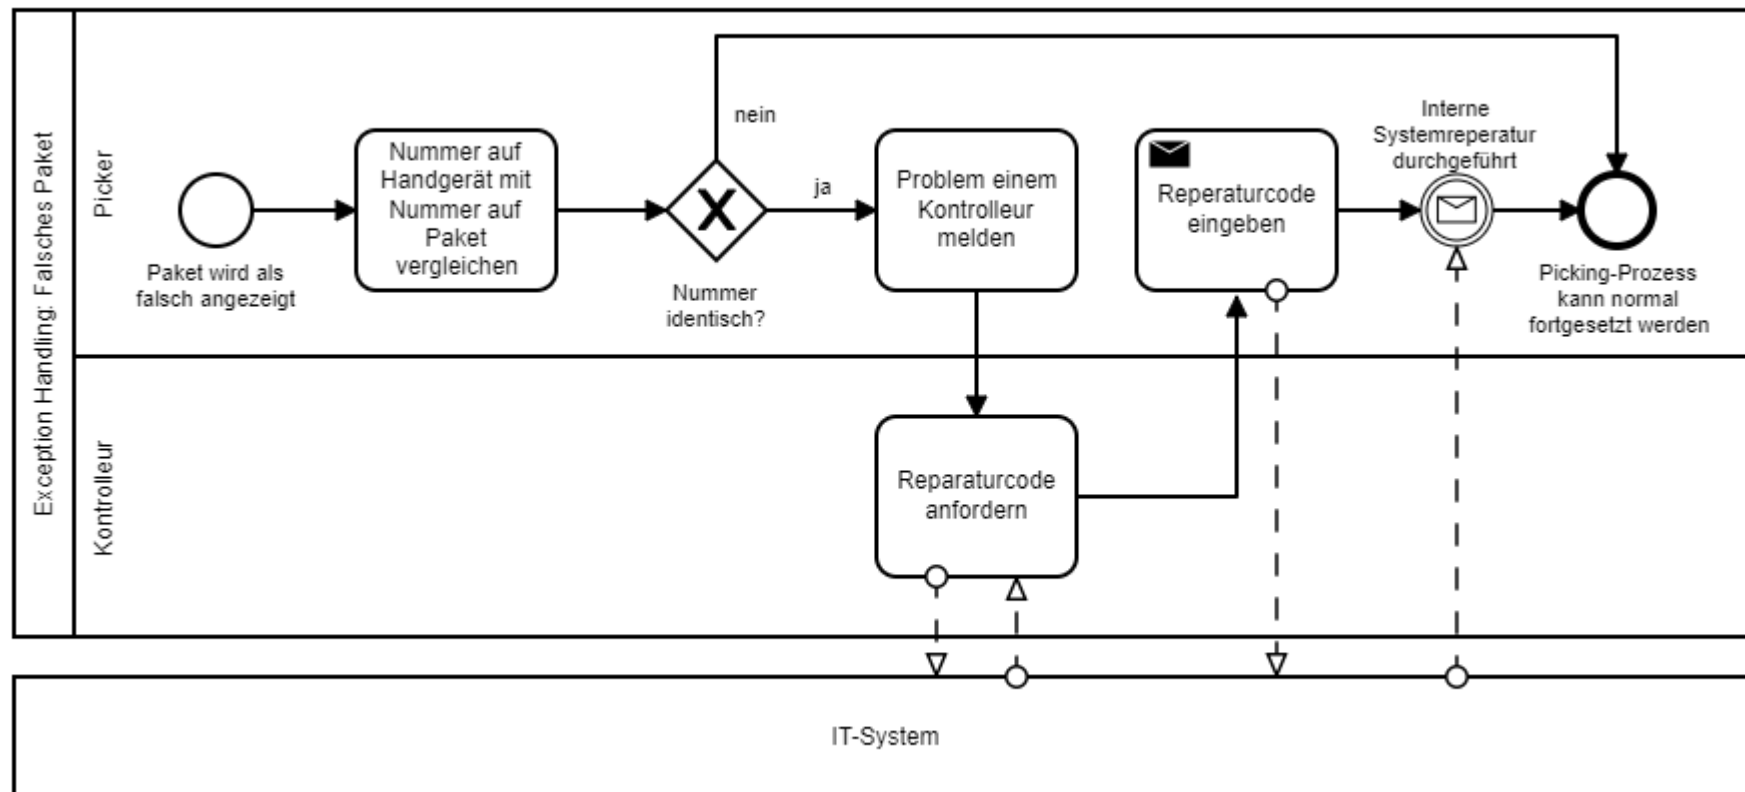 Exception Handling: Falsches Paket
Picker
Paket wird als
falsch angezeigt
Nummer auf
Handgerät mit
Nummer auf
Paket
vergleichen
Nummer
identisch?
nein
ja
Problem einem
Kontrolleur
melden
Reperaturcode
eingeben
Interne
Systemreperatur
durchgeführt
Picking-Prozess
kann normal
fortgesetzt werden
Kontrolleur
Reparaturcode
anfordern
IT-System